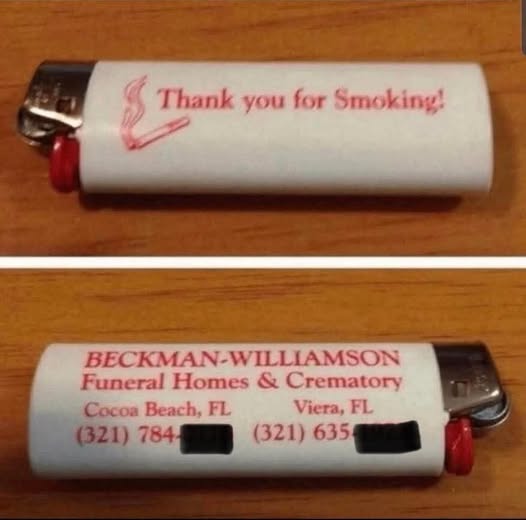 Thank you for Smoking!
BECKMAN-WILLIAMSON
Funeral Homes & Crematory
Cocoa Beach, FL Viera, FL
(321) 784- (321) 635-